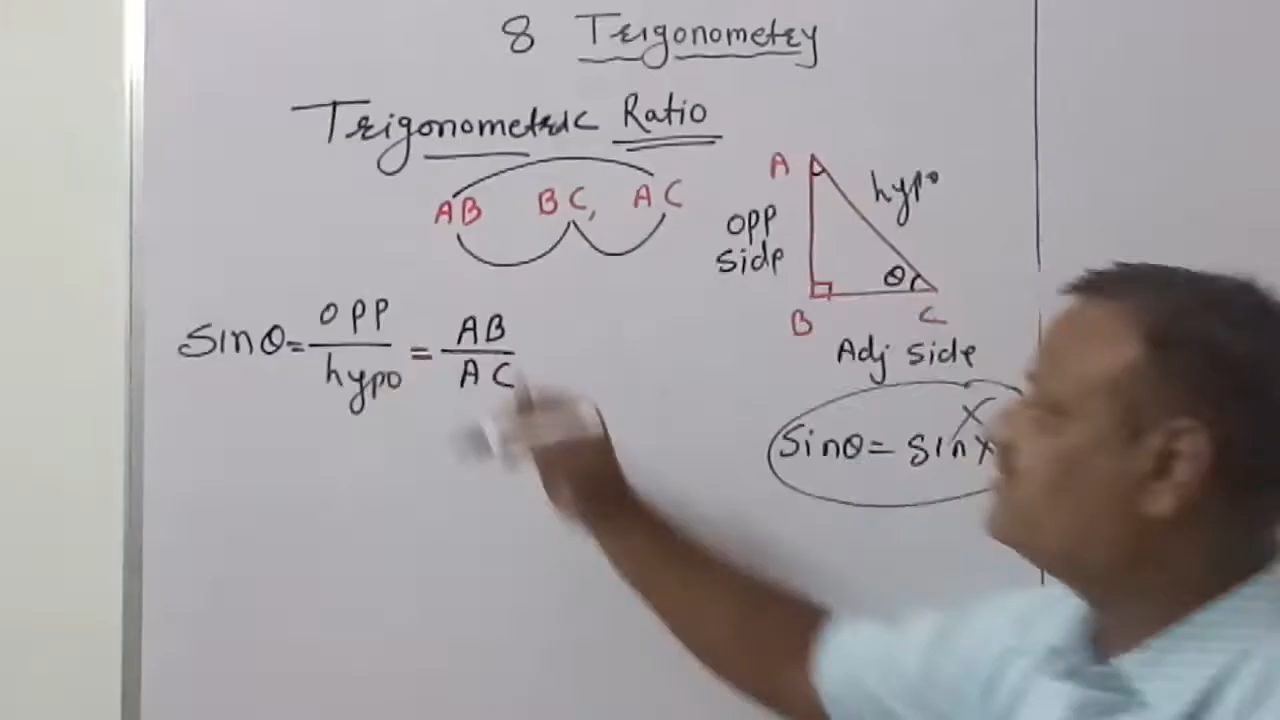 8 Trigonometry
Trigonometric Ratio
AB BC, AC
A
hypo
opp
side
θ
B
C
Adj side
sinθ = opp/hypo = AB/AC
sinθ = sin